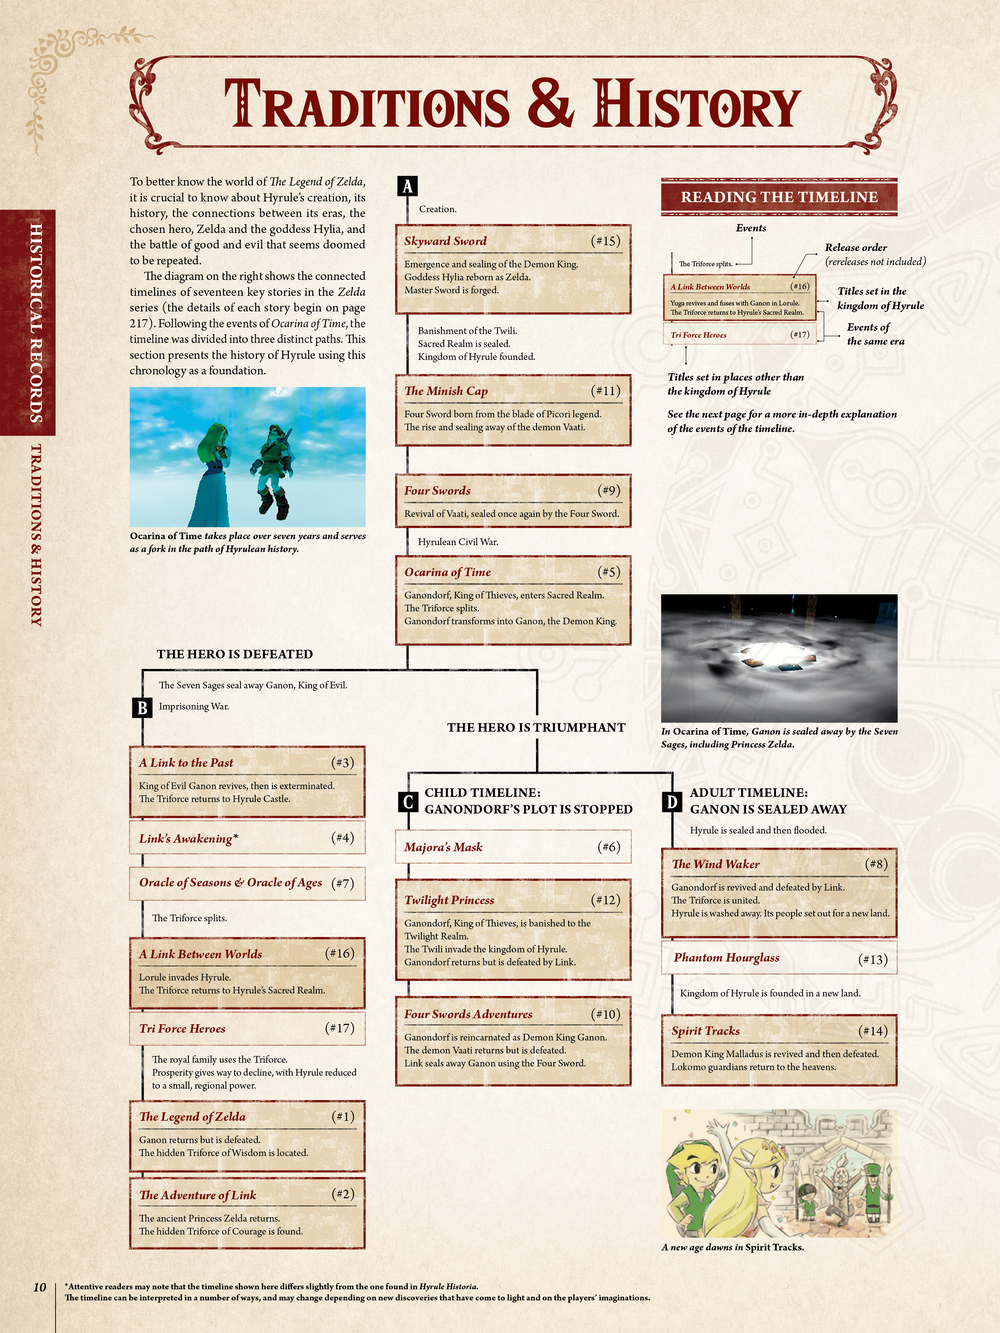 TRADITIONS & HISTORY
HISTORICAL RECORDS
TRADITIONS & HISTORY
To better know the world of The Legend of Zelda,
it is crucial to know about Hyrule's creation, its
history, the connections between its eras, the
chosen hero, Zelda and the goddess Hylia, and
the battle of good and evil that seems doomed
to be repeated.
The diagram on the right shows the connected
timelines of seventeen key stories in the Zelda
series (the details of each story begin on page
217). Following the events of Ocarina of Time, the
timeline was divided into three distinct paths. This
section presents the history of Hyrule using this
chronology as a foundation.
Ocarina of Time takes place over seven years and serves
as a fork in the path of Hyrulean history.
A
Creation.
Skyward Sword (#15)
Emergence and sealing of the Demon King.
Goddess Hylia reborn as Zelda.
Master Sword is forged.
Banishment of the Twili.
Sacred Realm is sealed.
Kingdom of Hyrule founded.
The Minish Cap (#11)
Four Sword born from the blade of Picori legend.
The rise and sealing away of the demon Vaati.
Four Swords (#9)
Revival of Vaati, sealed once again by the Four Sword.
Hyrulean Civil War.
Ocarina of Time (#5)
Ganondorf, King of Thieves, enters Sacred Realm.
The Triforce splits.
Ganondorf transforms into Ganon, the Demon King.
READING THE TIMELINE
Events
Release order
(rereleases not included)
The Triforce splits.
A Link Between Worlds (#16)
Yuga revives and fuses with Ganon in Lorule.
The Triforce returns to Hyrule's Sacred Realm.
Tri Force Heroes (#17)
Titles set in the
kingdom of Hyrule
Events of
the same era
Titles set in places other than
the kingdom of Hyrule
See the next page for a more in-depth explanation
of the events of the timeline.
In Ocarina of Time, Ganon is sealed away by the Seven
Sages, including Princess Zelda.
THE HERO IS DEFEATED
The Seven Sages seal away Ganon, King of Evil.
B
Imprisoning War.
A Link to the Past (#3)
King of Evil Ganon revives, then is exterminated.
The Triforce returns to Hyrule Castle.
Link's Awakening* (#4)
Oracle of Seasons & Oracle of Ages (#7)
The Triforce splits.
A Link Between Worlds (#16)
Lorule invades Hyrule.
The Triforce returns to Hyrule's Sacred Realm.
Tri Force Heroes (#17)
The royal family uses the Triforce.
Prosperity gives way to decline, with Hyrule reduced
to a small, regional power.
The Legend of Zelda (#1)
Ganon returns but is defeated.
The hidden Triforce of Wisdom is located.
The Adventure of Link (#2)
The ancient Princess Zelda returns.
The hidden Triforce of Courage is found.
THE HERO IS TRIUMPHANT
C
CHILD TIMELINE:
GANONDORF'S PLOT IS STOPPED
Majora's Mask (#6)
Twilight Princess (#12)
Ganondorf, King of Thieves, is banished to the
Twilight Realm.
The Twili invade the kingdom of Hyrule.
Ganondorf returns but is defeated by Link.
Four Swords Adventures (#10)
Ganondorf is reincarnated as Demon King Ganon.
The demon Vaati returns but is defeated.
Link seals away Ganon using the Four Sword.
D
ADULT TIMELINE:
GANON IS SEALED AWAY
Hyrule is sealed and then flooded.
The Wind Waker (#8)
Ganondorf is revived and defeated by Link.
The Triforce is united.
Hyrule is washed away. Its people set out for a new land.
Phantom Hourglass (#13)
Kingdom of Hyrule is founded in a new land.
Spirit Tracks (#14)
Demon King Malladus is revived and then defeated.
Lokomo guardians return to the heavens.
A new age dawns in Spirit Tracks.
10
*Attentive readers may note that the timeline shown here differs slightly from the one found in Hyrule Historia.
The timeline can be interpreted in a number of ways, and may change depending on new discoveries that have come to light and on the players' imaginations.